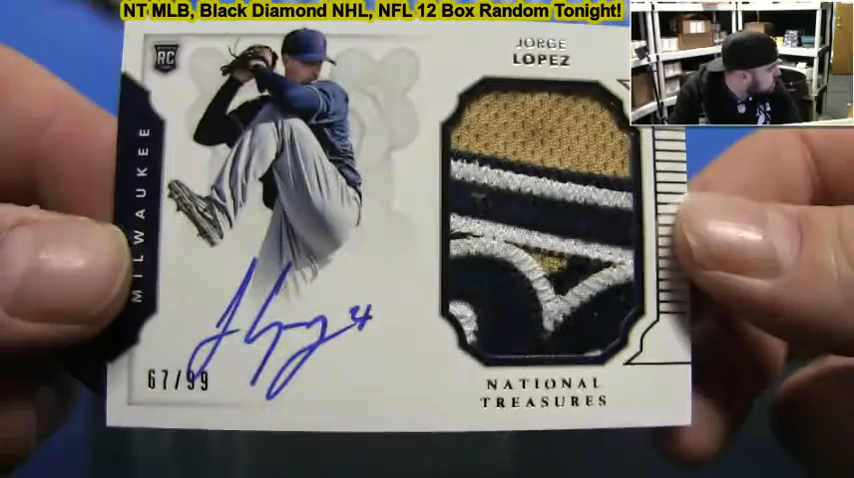 NT MLB, Black Diamond NHL, NFL 12 Box Random Tonight!
RC
JORGE
LOPEZ
MILWAUKEE
67/99
NATIONAL
TREASURES